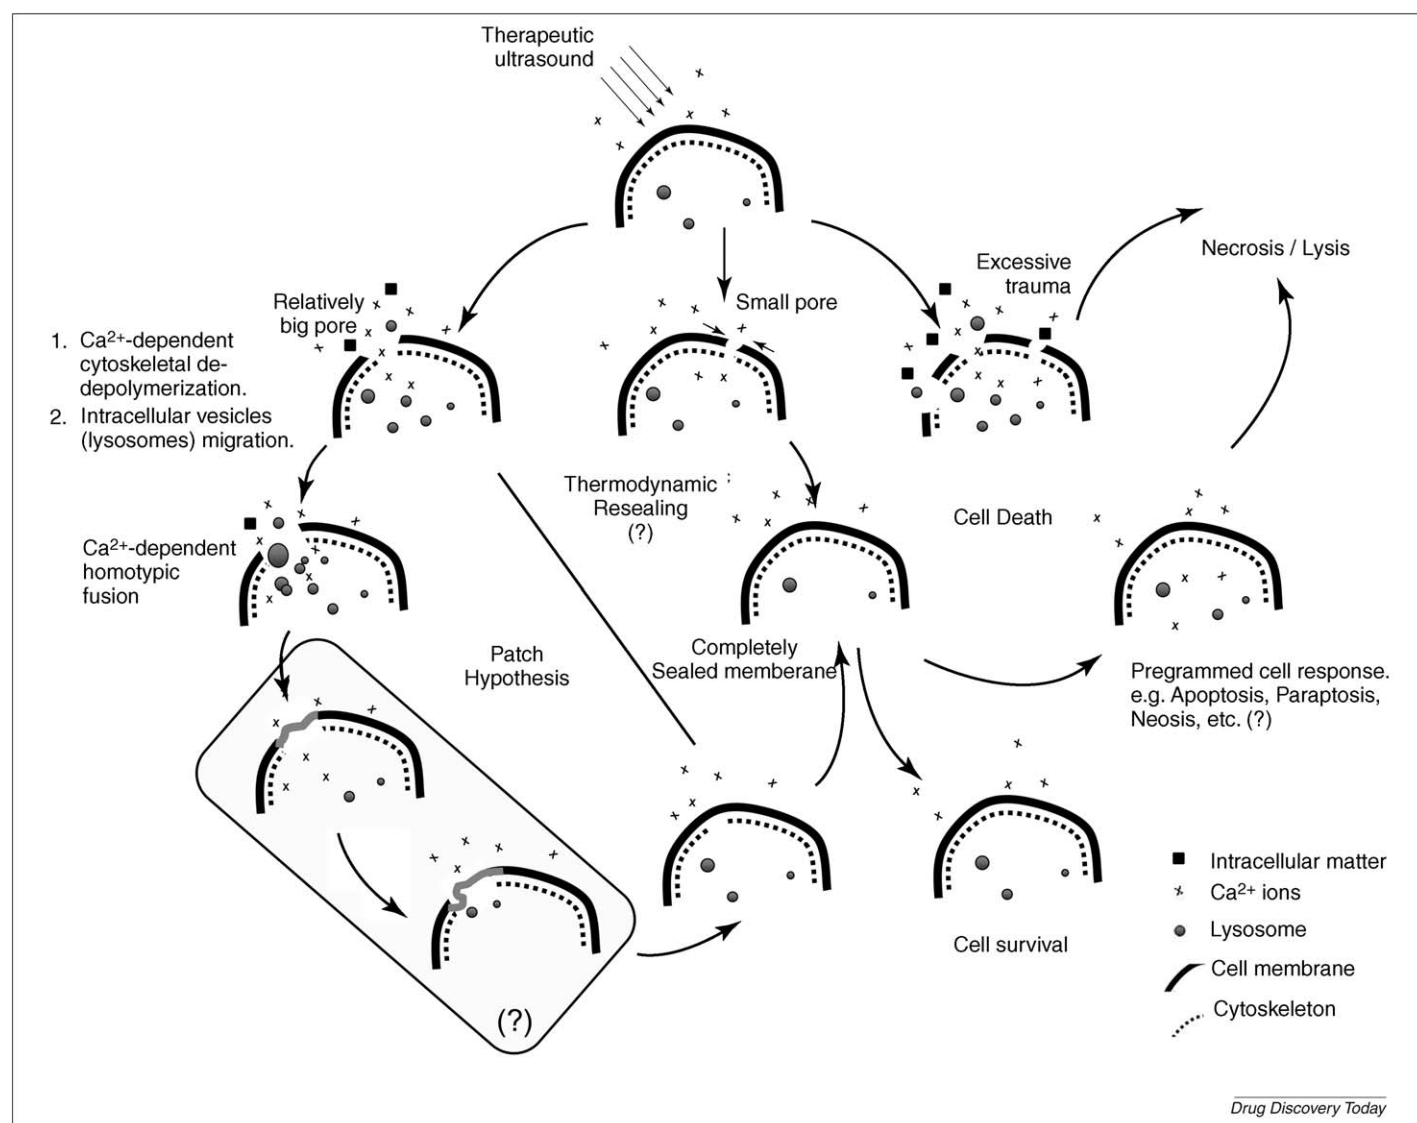 Therapeutic
ultrasound
Relatively
big pore
Small pore
Excessive
trauma
Necrosis / Lysis
1. Ca²⁺-dependent
cytoskeletal de-
depolymerization.
2. Intracellular vesicles
(lysosomes) migration.
Thermodynamic
Resealing
(?)
Cell Death
Ca²⁺-dependent
homotypic
fusion
Patch
Hypothesis
Completely
Sealed memberane
Pregrammed cell response.
e.g. Apoptosis, Paraptosis,
Neosis, etc. (?)
(?)
Cell survival
Intracellular matter
Ca²⁺ ions
Lysosome
Cell membrane
Cytoskeleton
Drug Discovery Today